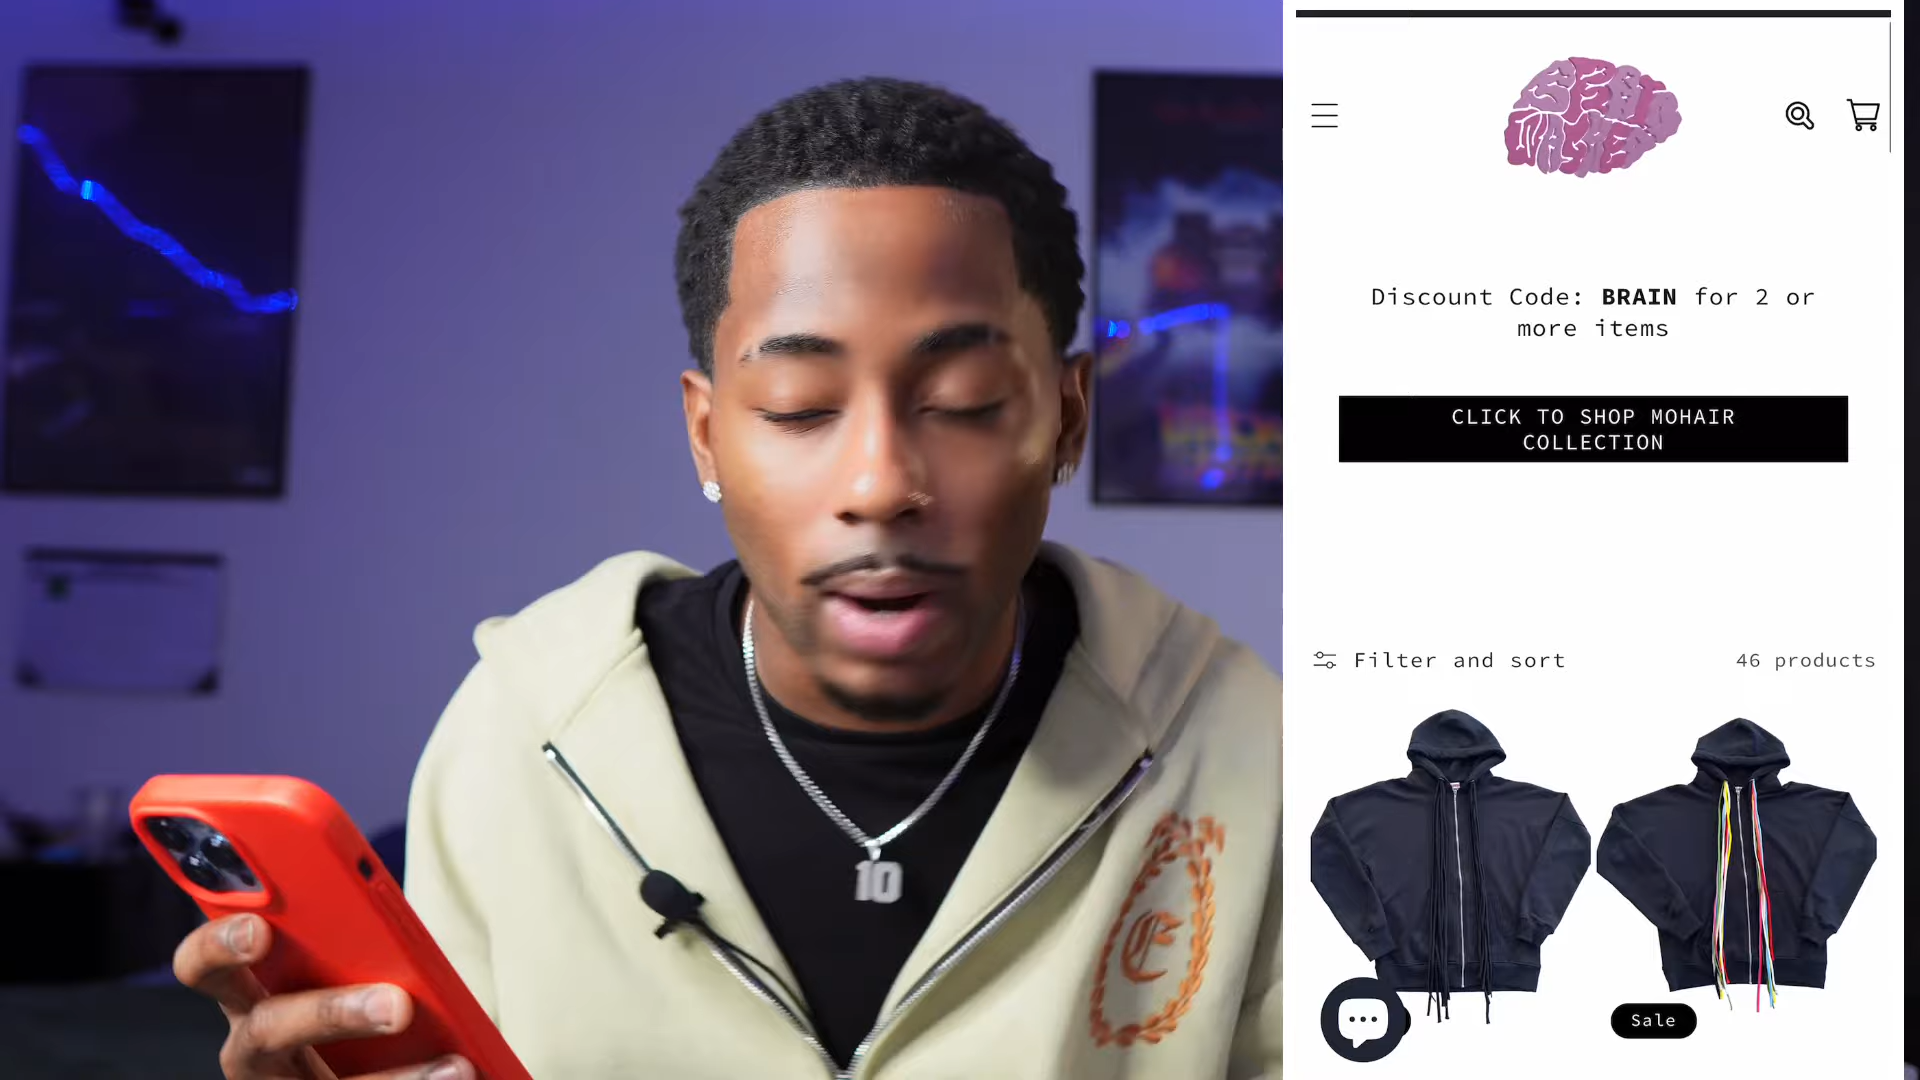 Discount Code: BRAIN for 2 or
more items
CLICK TO SHOP MOHAIR
COLLECTION
Filter and sort
46 products
Sale
10